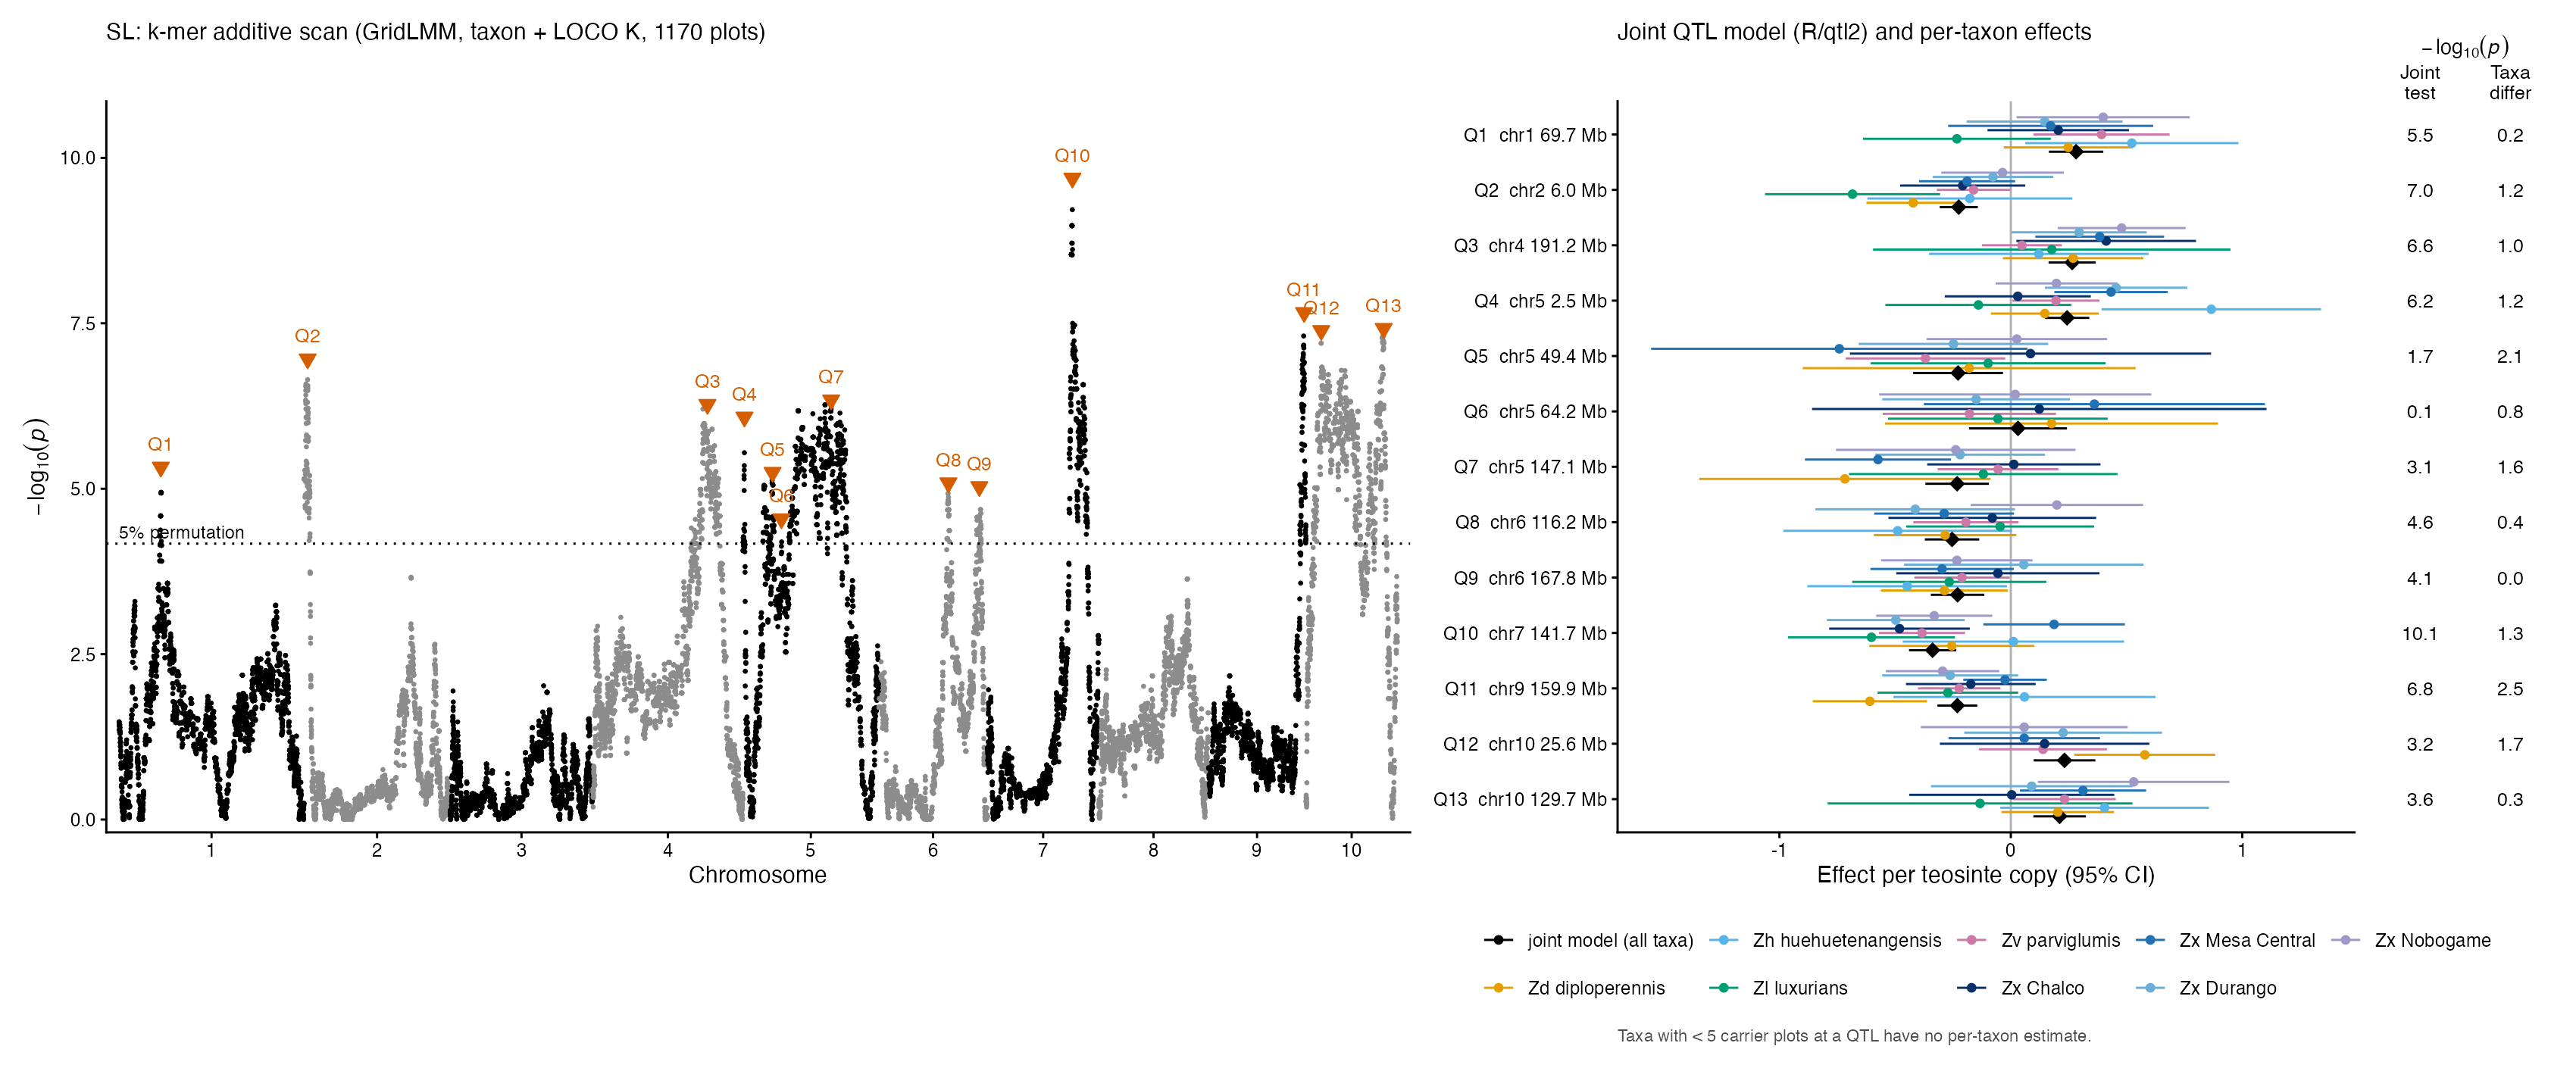 SL: k-mer additive scan (GridLMM, taxon + LOCO K, 1170 plots)
−log10(p)
10.0
7.5
5.0
2.5
0.0
5% permutation
Q1
Q2
Q3
Q4
Q5
Q6
Q7
Q8
Q9
Q10
Q11
Q12
Q13
1 2 3 4 5 6 7 8 9 10
Chromosome
Joint QTL model (R/qtl2) and per-taxon effects
−log10(p)
Joint test
Taxa differ
Q1 chr1 69.7 Mb 5.5 0.2
Q2 chr2 6.0 Mb 7.0 1.2
Q3 chr4 191.2 Mb 6.6 1.0
Q4 chr5 2.5 Mb 6.2 1.2
Q5 chr5 49.4 Mb 1.7 2.1
Q6 chr5 64.2 Mb 0.1 0.8
Q7 chr5 147.1 Mb 3.1 1.6
Q8 chr6 116.2 Mb 4.6 0.4
Q9 chr6 167.8 Mb 4.1 0.0
Q10 chr7 141.7 Mb 10.1 1.3
Q11 chr9 159.9 Mb 6.8 2.5
Q12 chr10 25.6 Mb 3.2 1.7
Q13 chr10 129.7 Mb 3.6 0.3
-1 0 1
Effect per teosinte copy (95% CI)
joint model (all taxa) Zh huehuetenangensis Zv parviglumis Zx Mesa Central Zx Nobogame
Zd diploperennis Zl luxurians Zx Chalco Zx Durango
Taxa with < 5 carrier plots at a QTL have no per-taxon estimate.